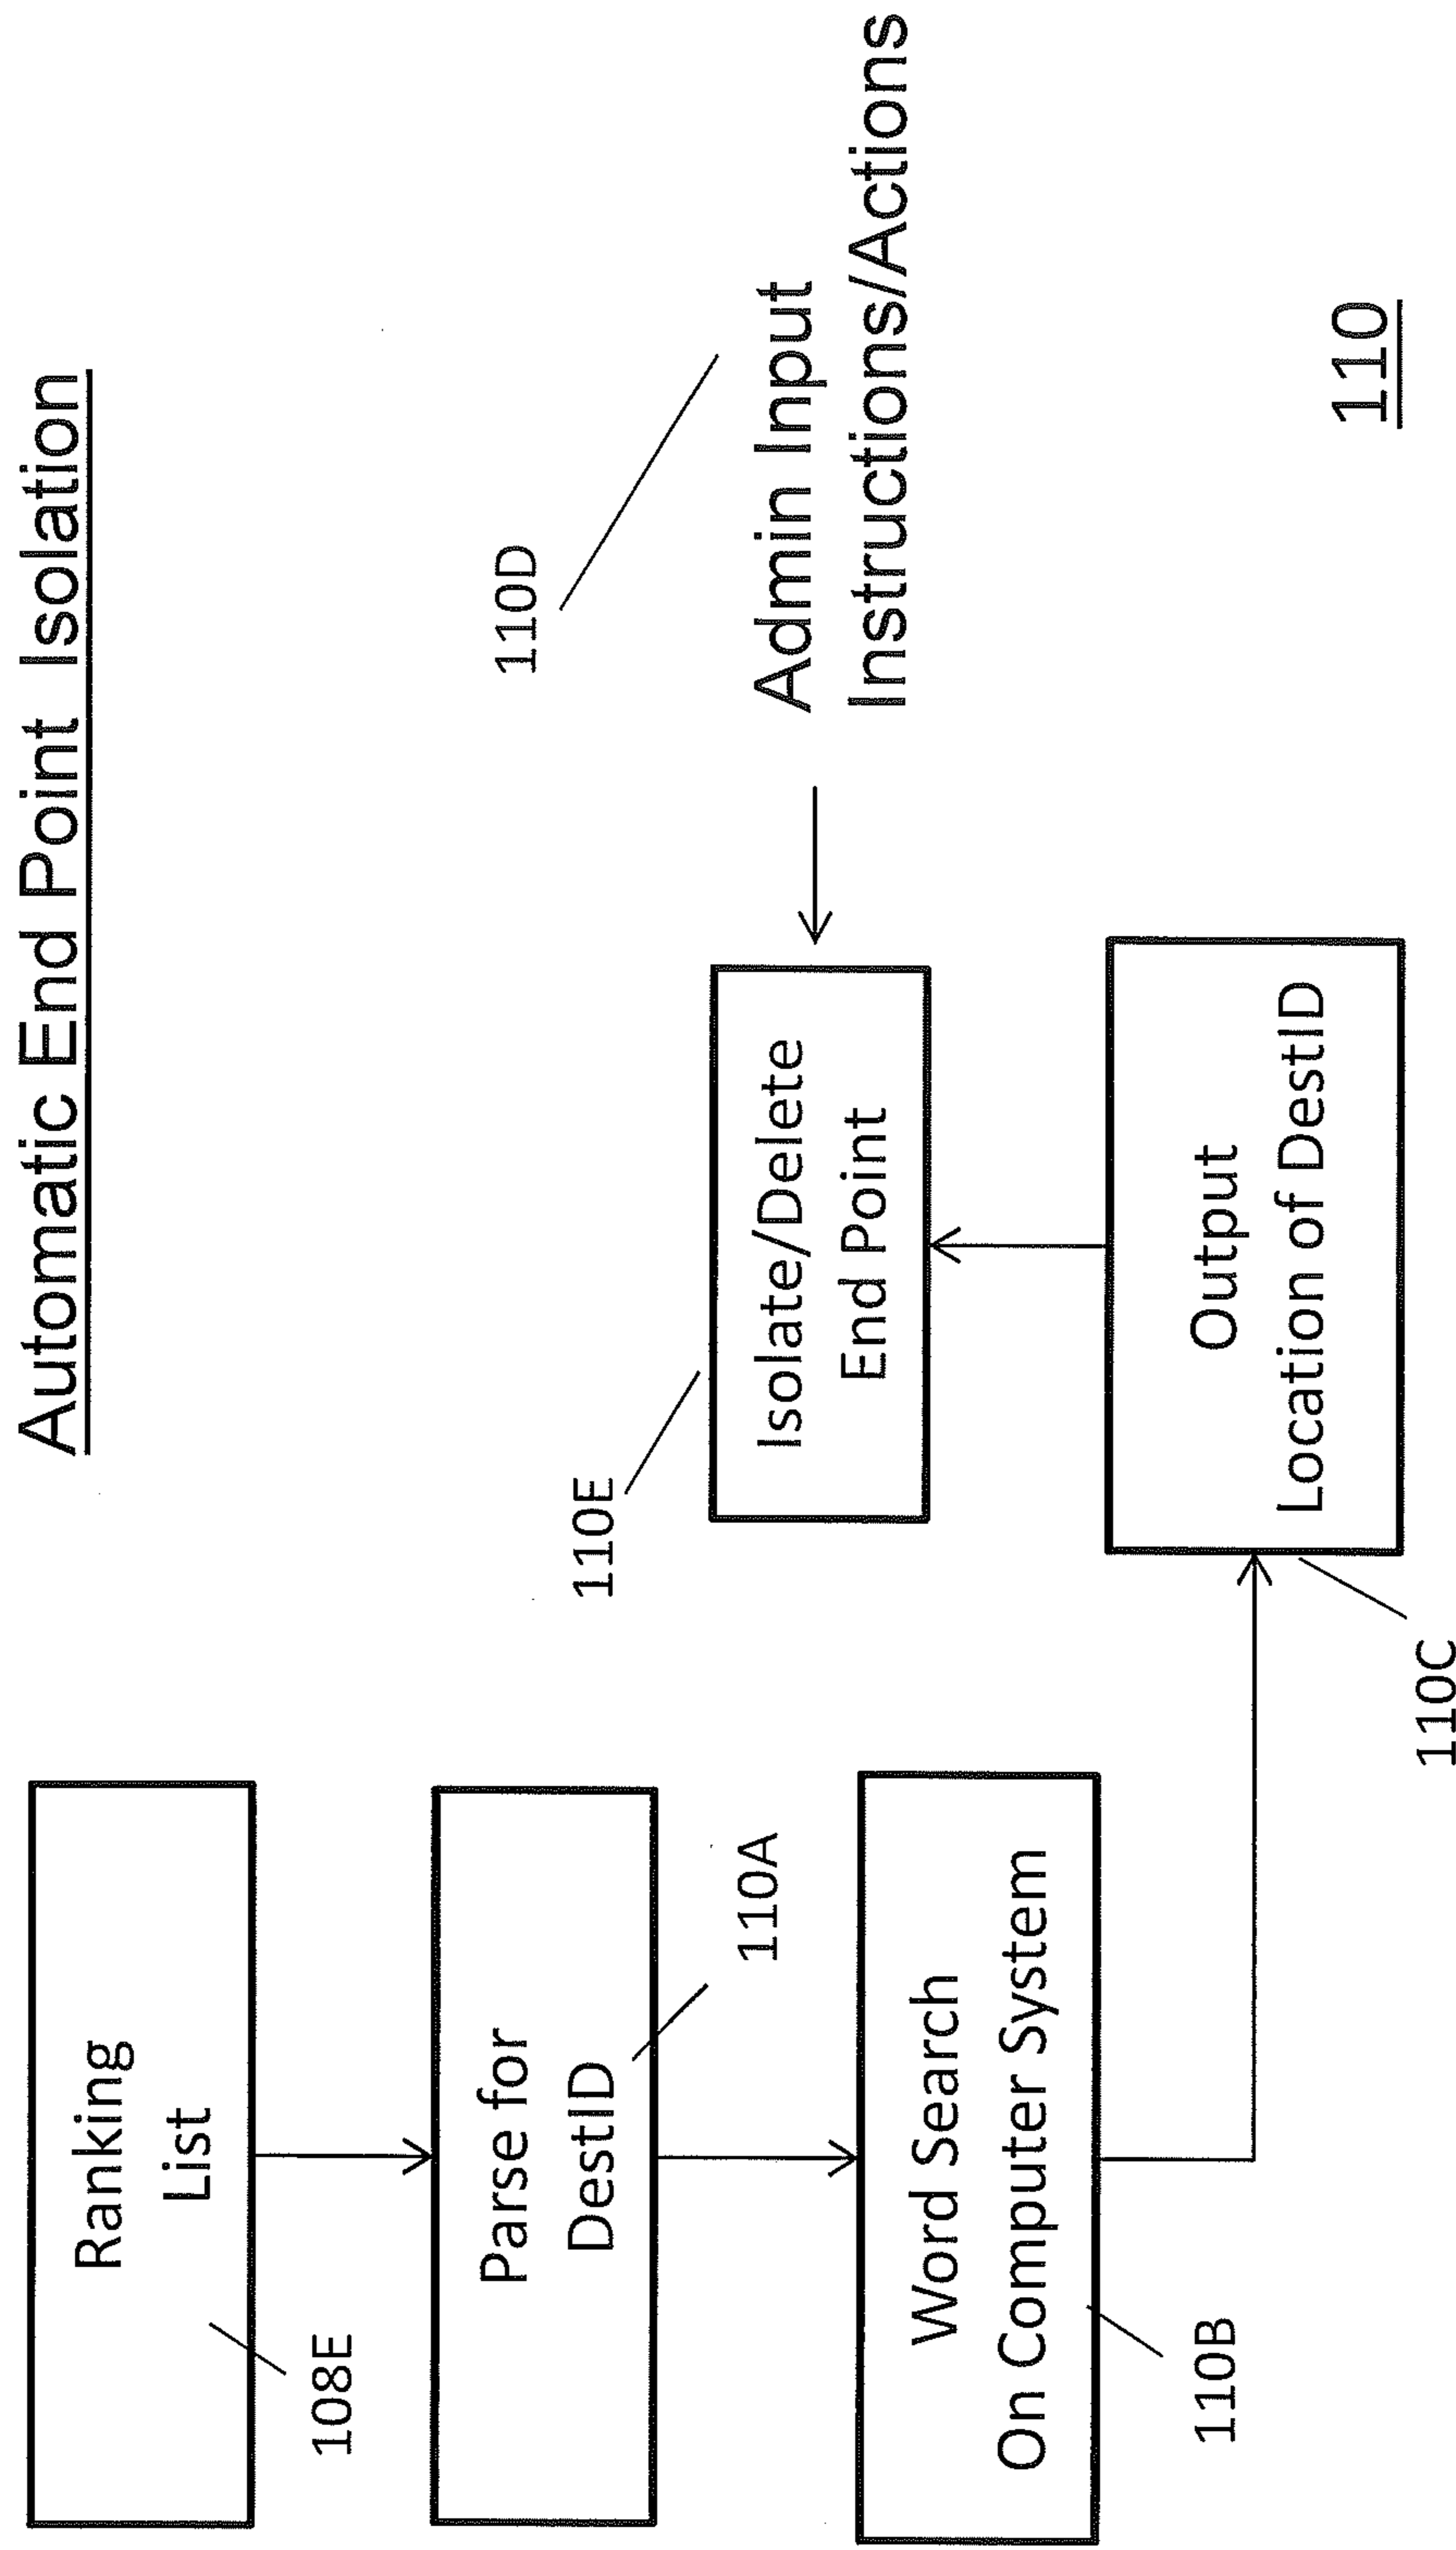 Automatic End Point Isolation
Ranking
List
108E
Parse for
DestID
110A
Word Search
On Computer System
110B
Output
Location of DestID
110C
Isolate/Delete
End Point
110E
110D
Admin Input
Instructions/Actions
110